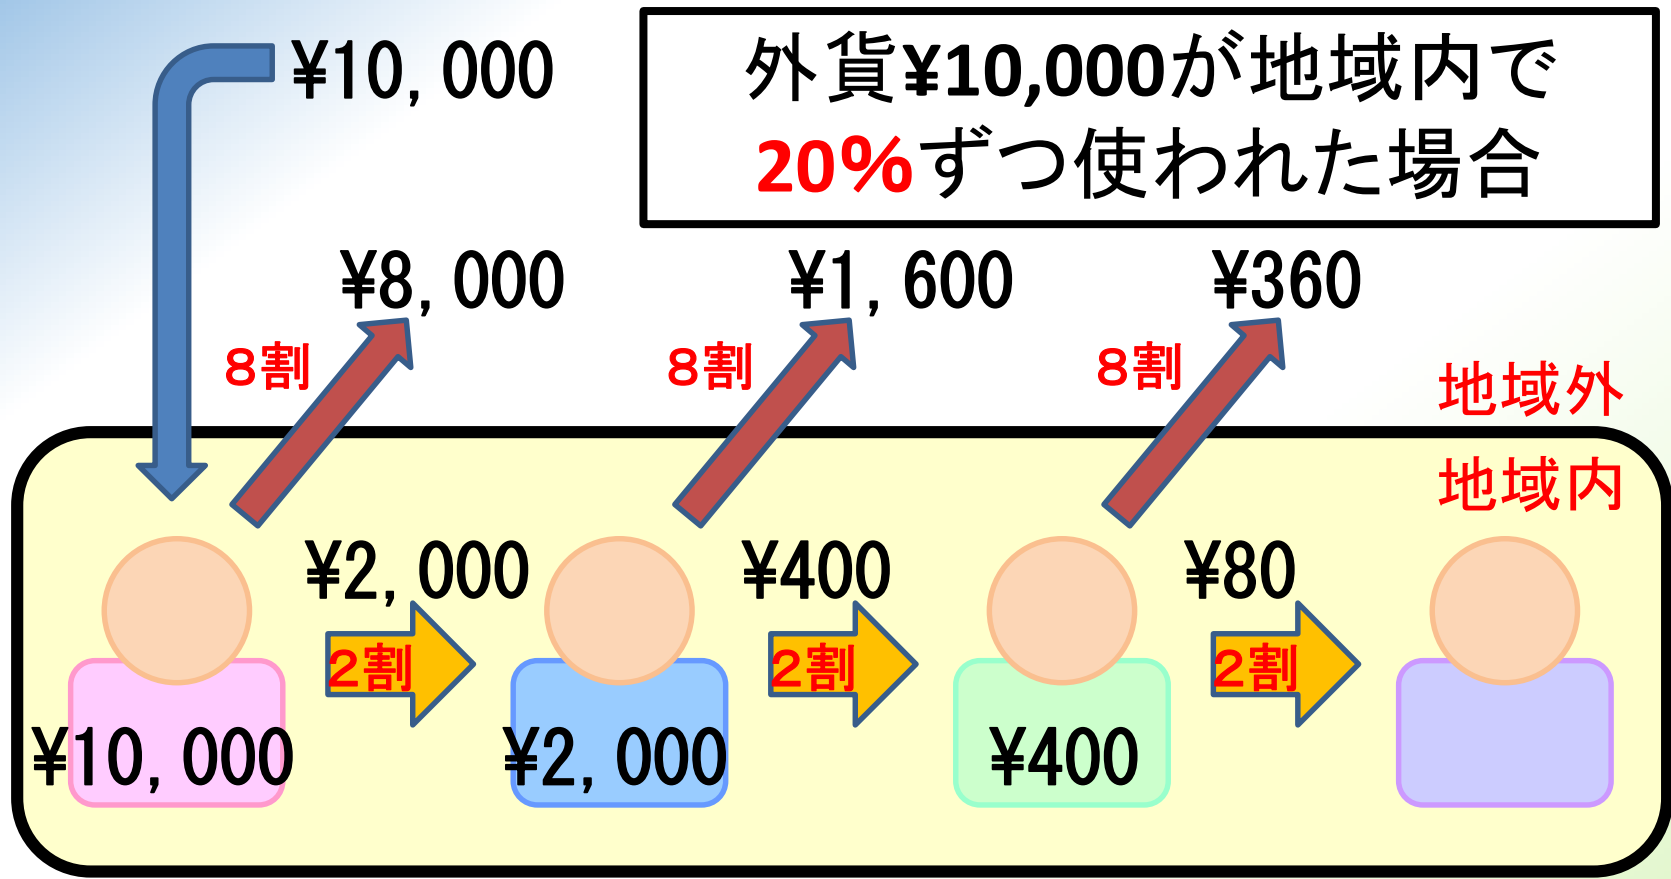 ¥10,000
外貨¥10,000が地域内で
20%ずつ使われた場合
¥8,000
¥1,600
¥360
8割
8割
8割
地域外
地域内
¥2,000
¥400
¥80
2割
2割
2割
¥10,000
¥2,000
¥400